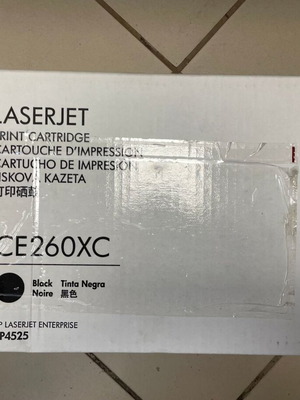 LASERJET
PRINT CARTRIDGE
CARTOUCHE D'IMPRESSION
CARTUCHO DE IMPRESIÓN
TISKOVÁ KAZETA
打印硒鼓
CE260XC
Black Tinta Negra
Noire 黑色
P LASERJET ENTERPRISE
P4525